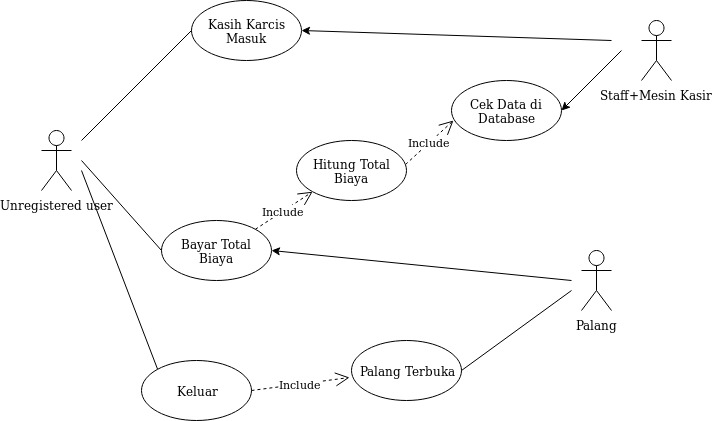 Kasih Karcis
Masuk
Staff+Mesin Kasir
Cek Data di
Database
Include
Hitung Total
Biaya
Unregistered user
Include
Bayar Total
Biaya
Palang
Palang Terbuka
Include
Keluar